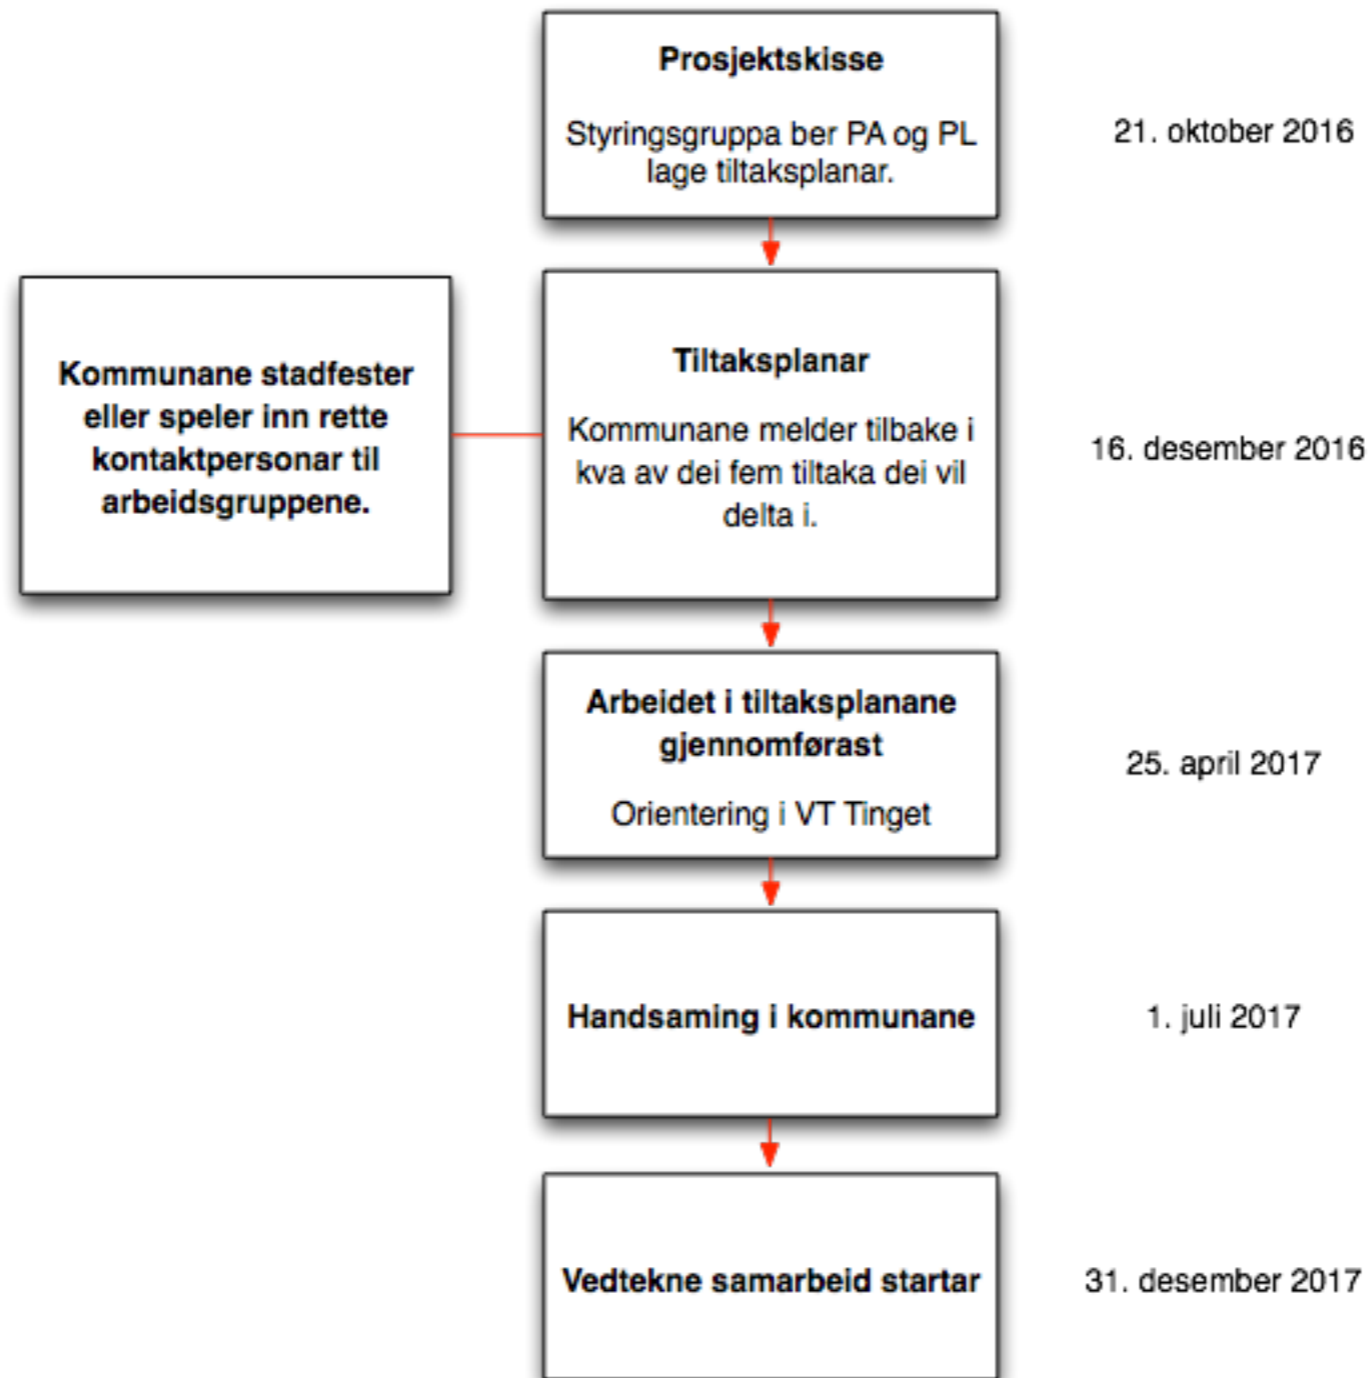 Prosjektskisse
Styringsgruppa ber PA og PL
lage tiltaksplanar.
21. oktober 2016
Kommunane stadfester
eller speler inn rette
kontaktpersonar til
arbeidsgruppene.
Tiltaksplanar
Kommunane melder tilbake i
kva av dei fem tiltaka dei vil
delta i.
16. desember 2016
Arbeidet i tiltaksplanane
gjennomførast
Orientering i VT Tinget
25. april 2017
Handsaming i kommunane
1. juli 2017
Vedtekne samarbeid startar
31. desember 2017